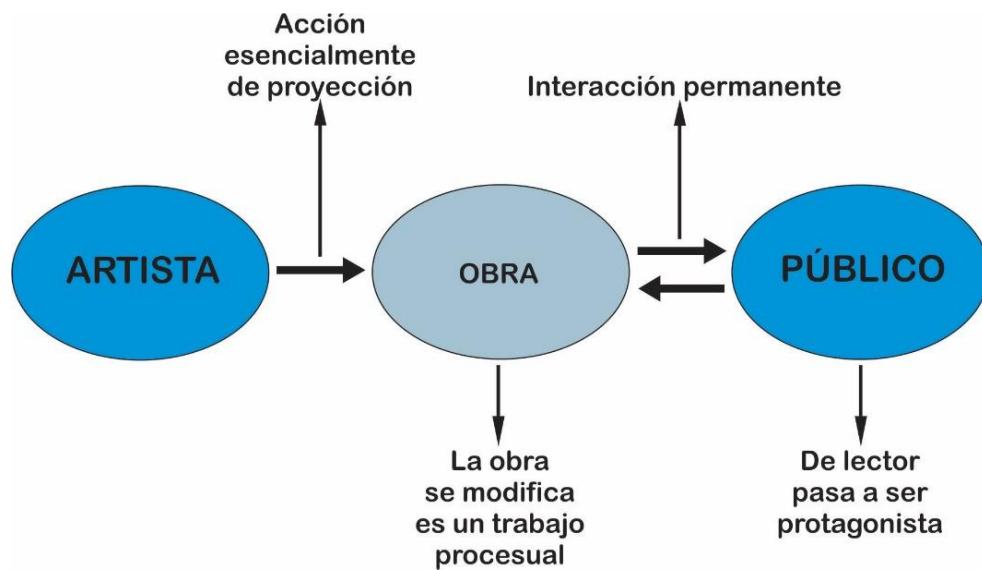 Acción
esencialmente
de proyección
Interacción permanente
ARTISTA
OBRA
PÚBLICO
La obra
se modifica
es un trabajo
procesual
De lector
pasa a ser
protagonista